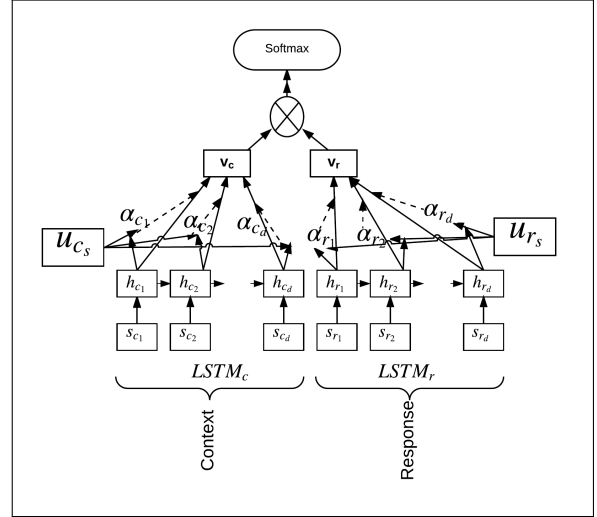 Softmax
v_c v_r
α_{c_1} α_{c_2} α_{c_d} α_{r_1} α_{r_2} α_{r_d}
u_{c_s} u_{r_s}
h_{c_1} h_{c_2} h_{c_d} h_{r_1} h_{r_2} h_{r_d}
s_{c_1} s_{c_2} s_{c_d} s_{r_1} s_{r_2} s_{r_d}
LSTM_c LSTM_r
Context
Response